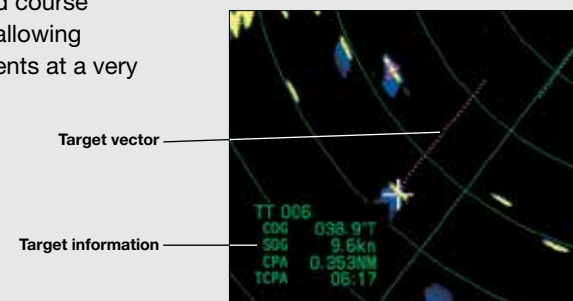 d course
allowing
ents at a very
Target vector
Target information
TT 006
COG 038.9°T
SOG 9.6kn
CPA 0.353NM
TCPA 06:17